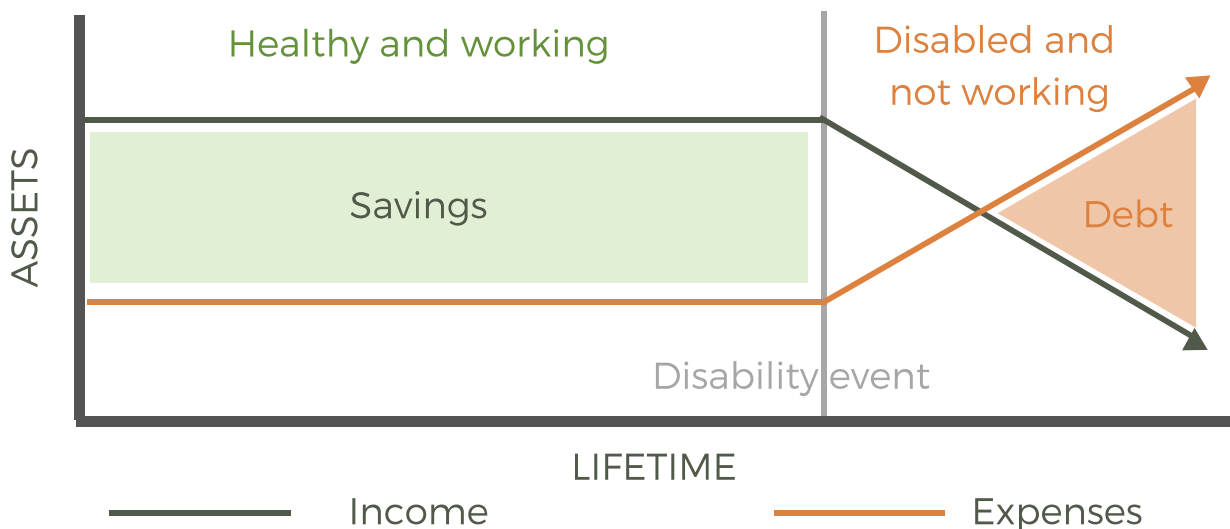 Healthy and working
Disabled and
not working
ASSETS
Savings
Debt
Disability event
LIFETIME
Income
Expenses